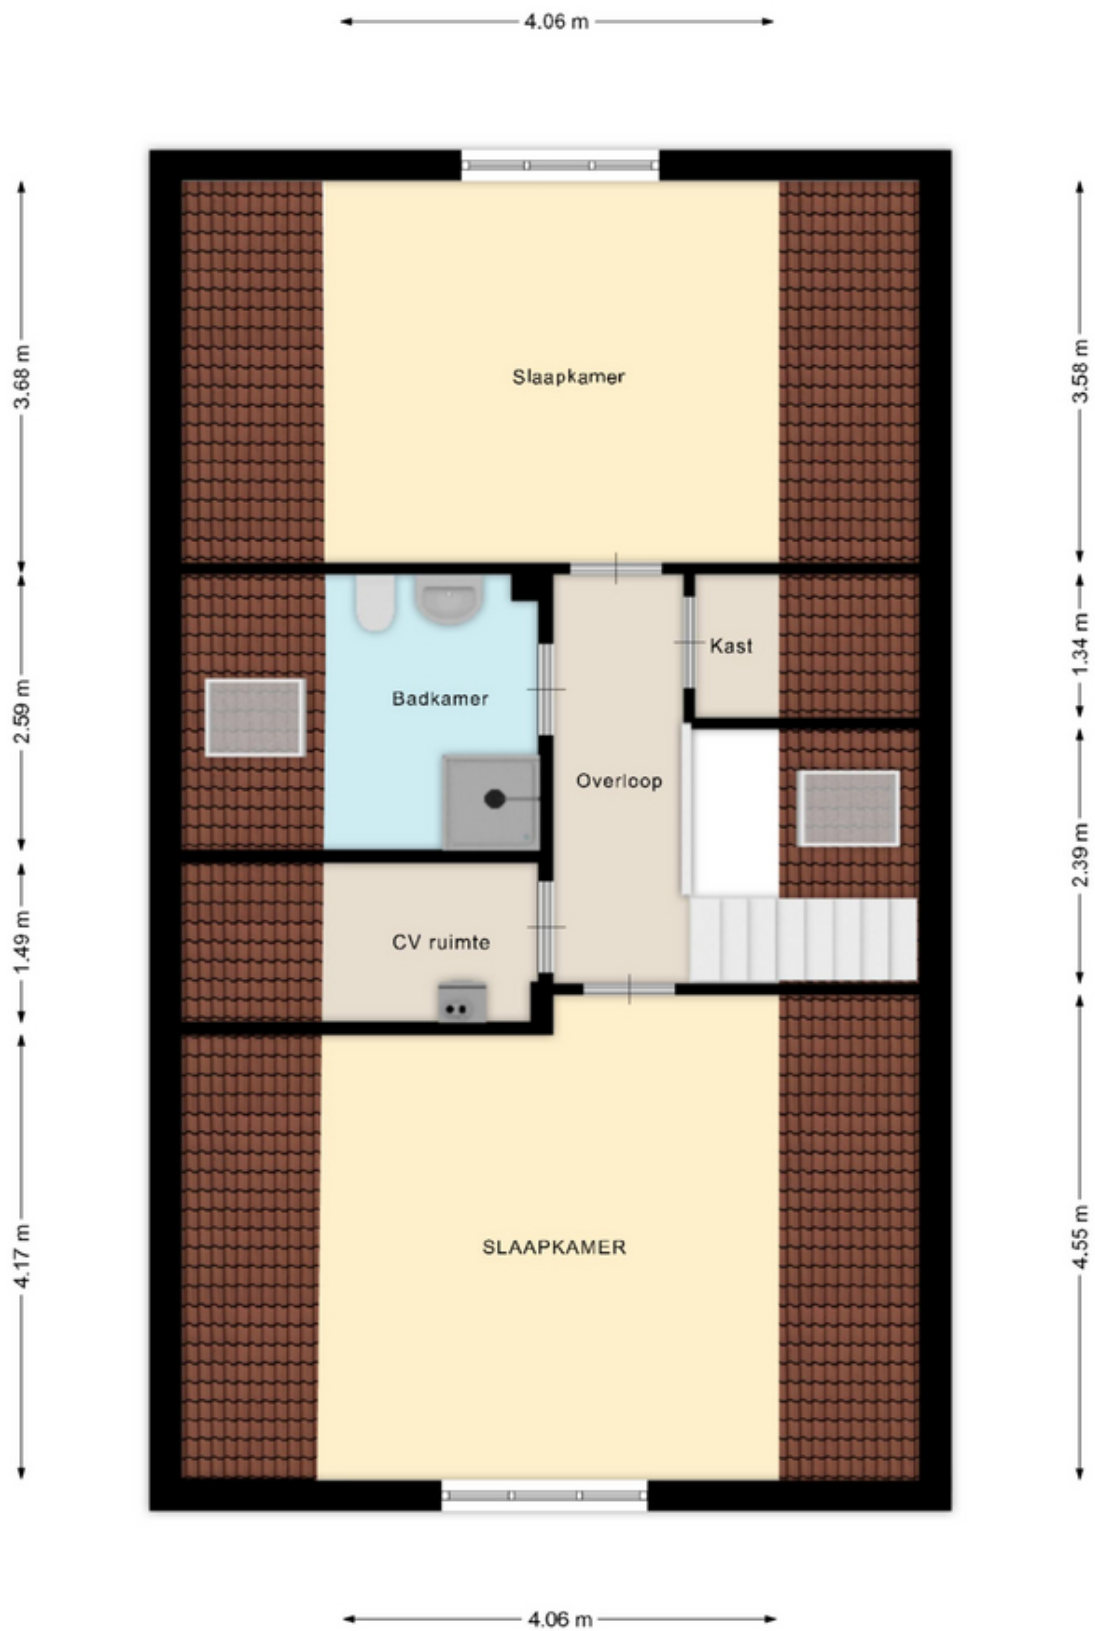 4.06 m
Slaapkamer
3.68 m
3.58 m
Kast
1.34 m
Badkamer
2.59 m
Overloop
2.39 m
CV ruimte
1.49 m
SLAAPKAMER
4.17 m
4.55 m
4.06 m